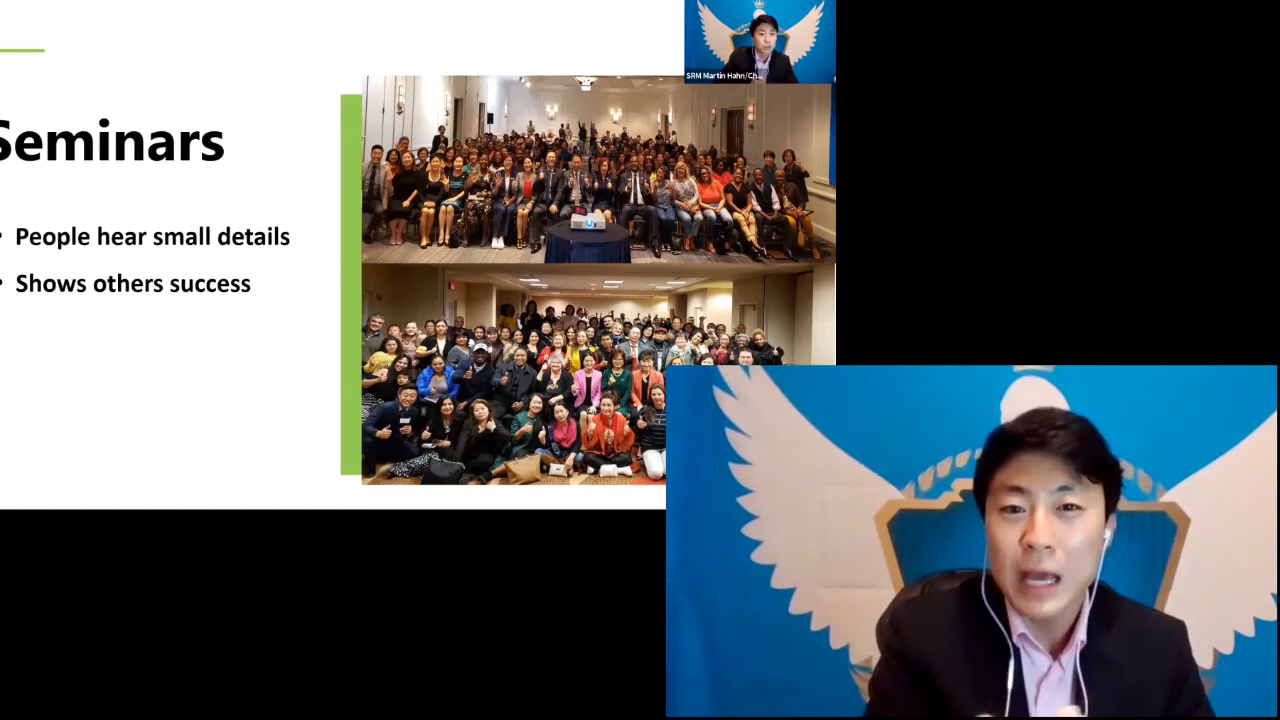 Seminars
• People hear small details
• Shows others success
SRM Martin Hahn/Ch...